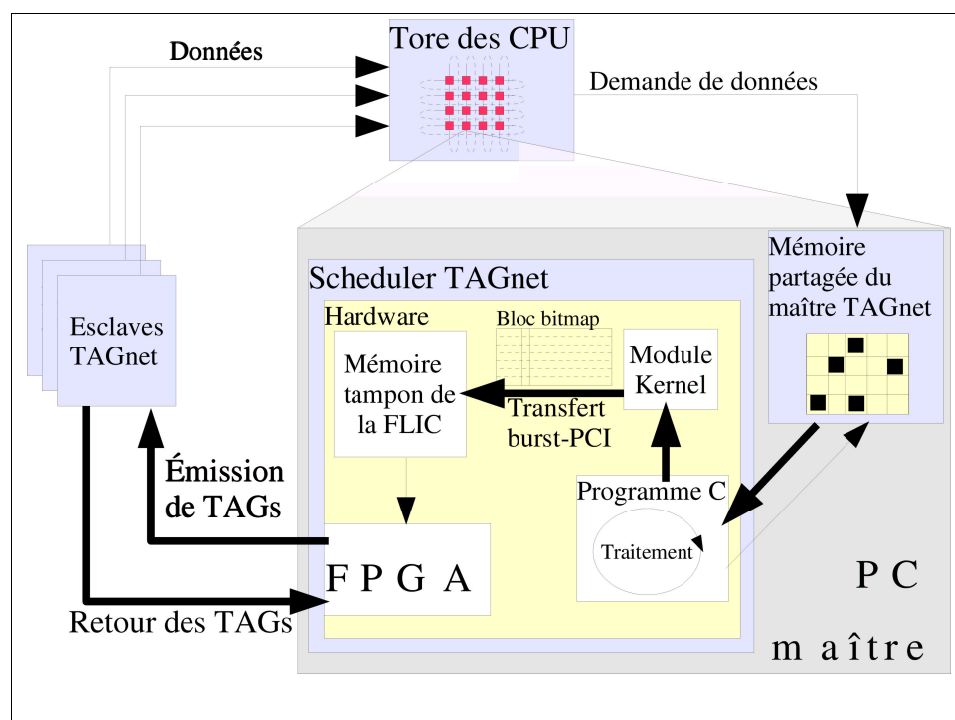 Tore des CPU
Données
Demande de données
Mémoire
partagée du
maître TAGnet
Scheduler TAGnet
Hardware
Bloc bitmap
Esclaves
TAGnet
Mémoire
tampon de
la FLIC
Module
Kernel
Transfert
burst-PCI
Émission
de TAGs
Programme C
Traitement
F P G A
P C
Retour des TAGs
m a î t r e